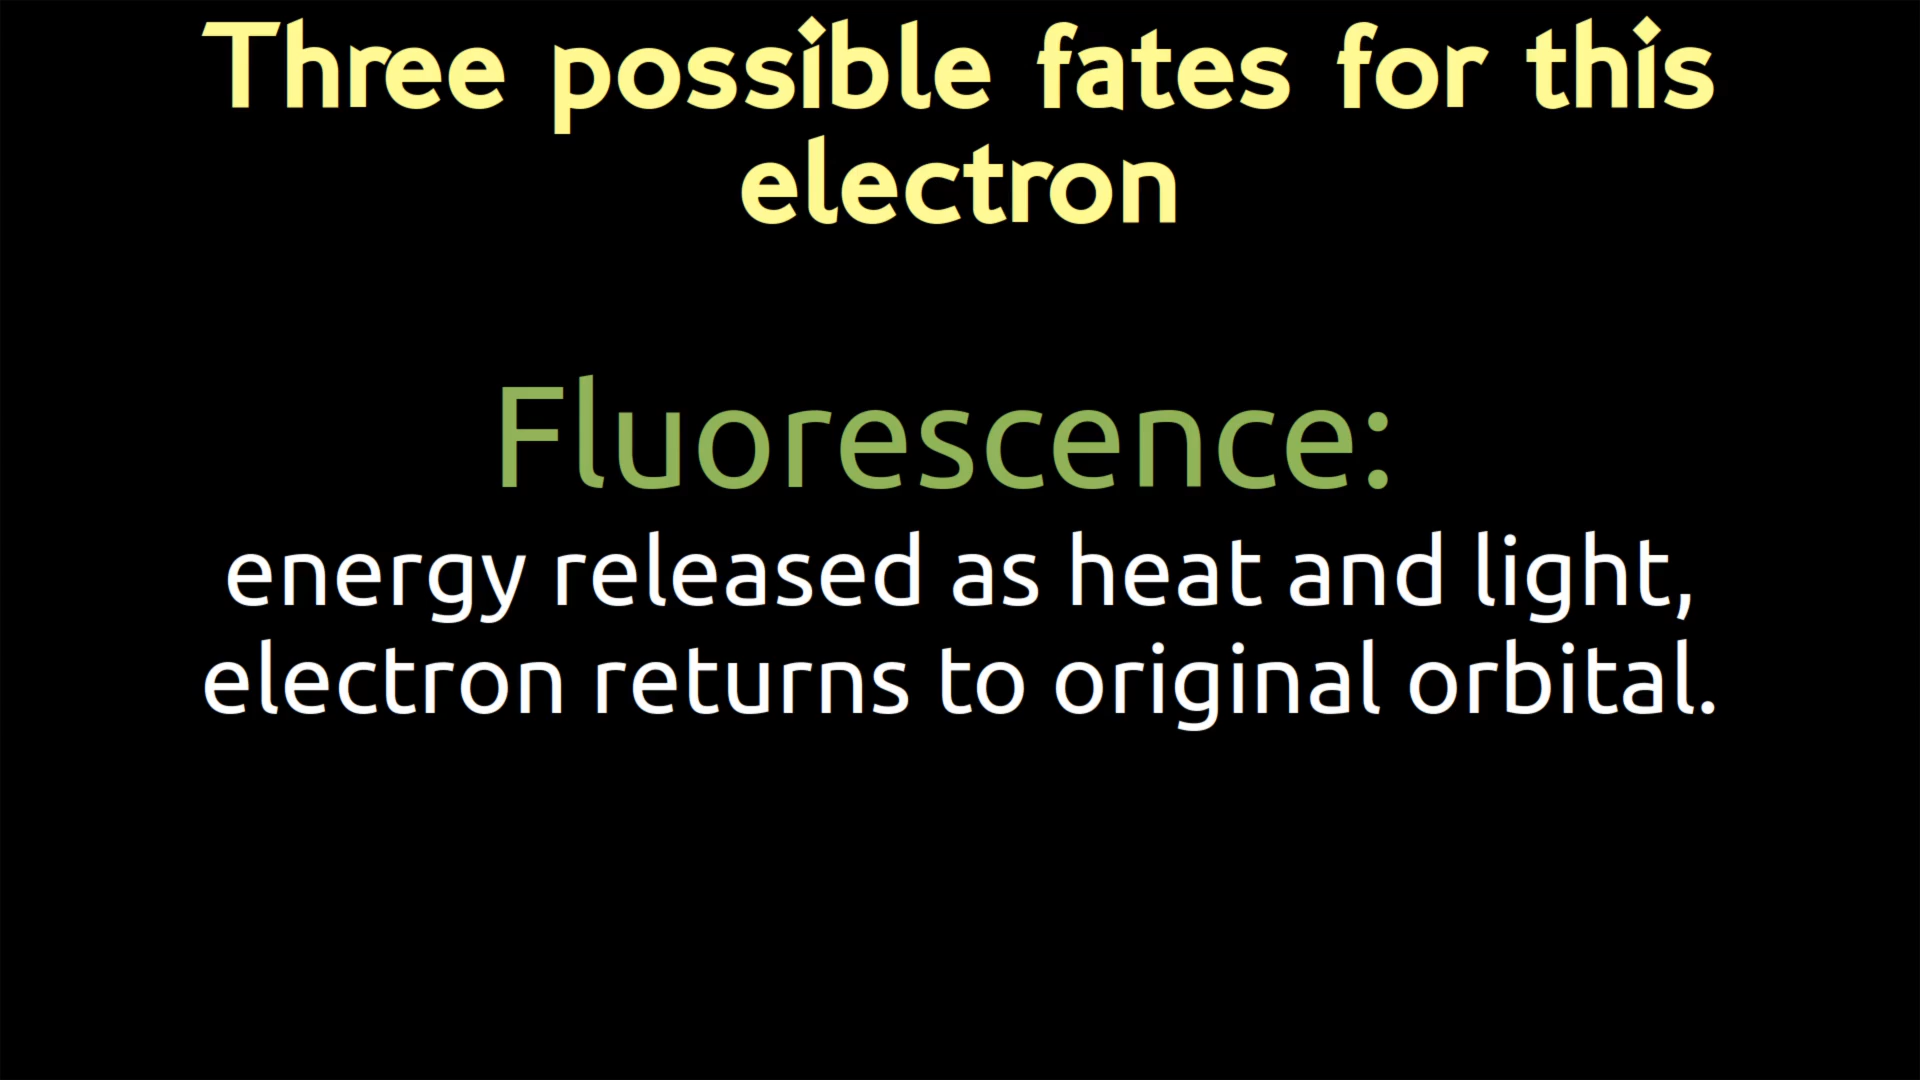 Three possible fates for this
electron
Fluorescence:
energy released as heat and light,
electron returns to original orbital.